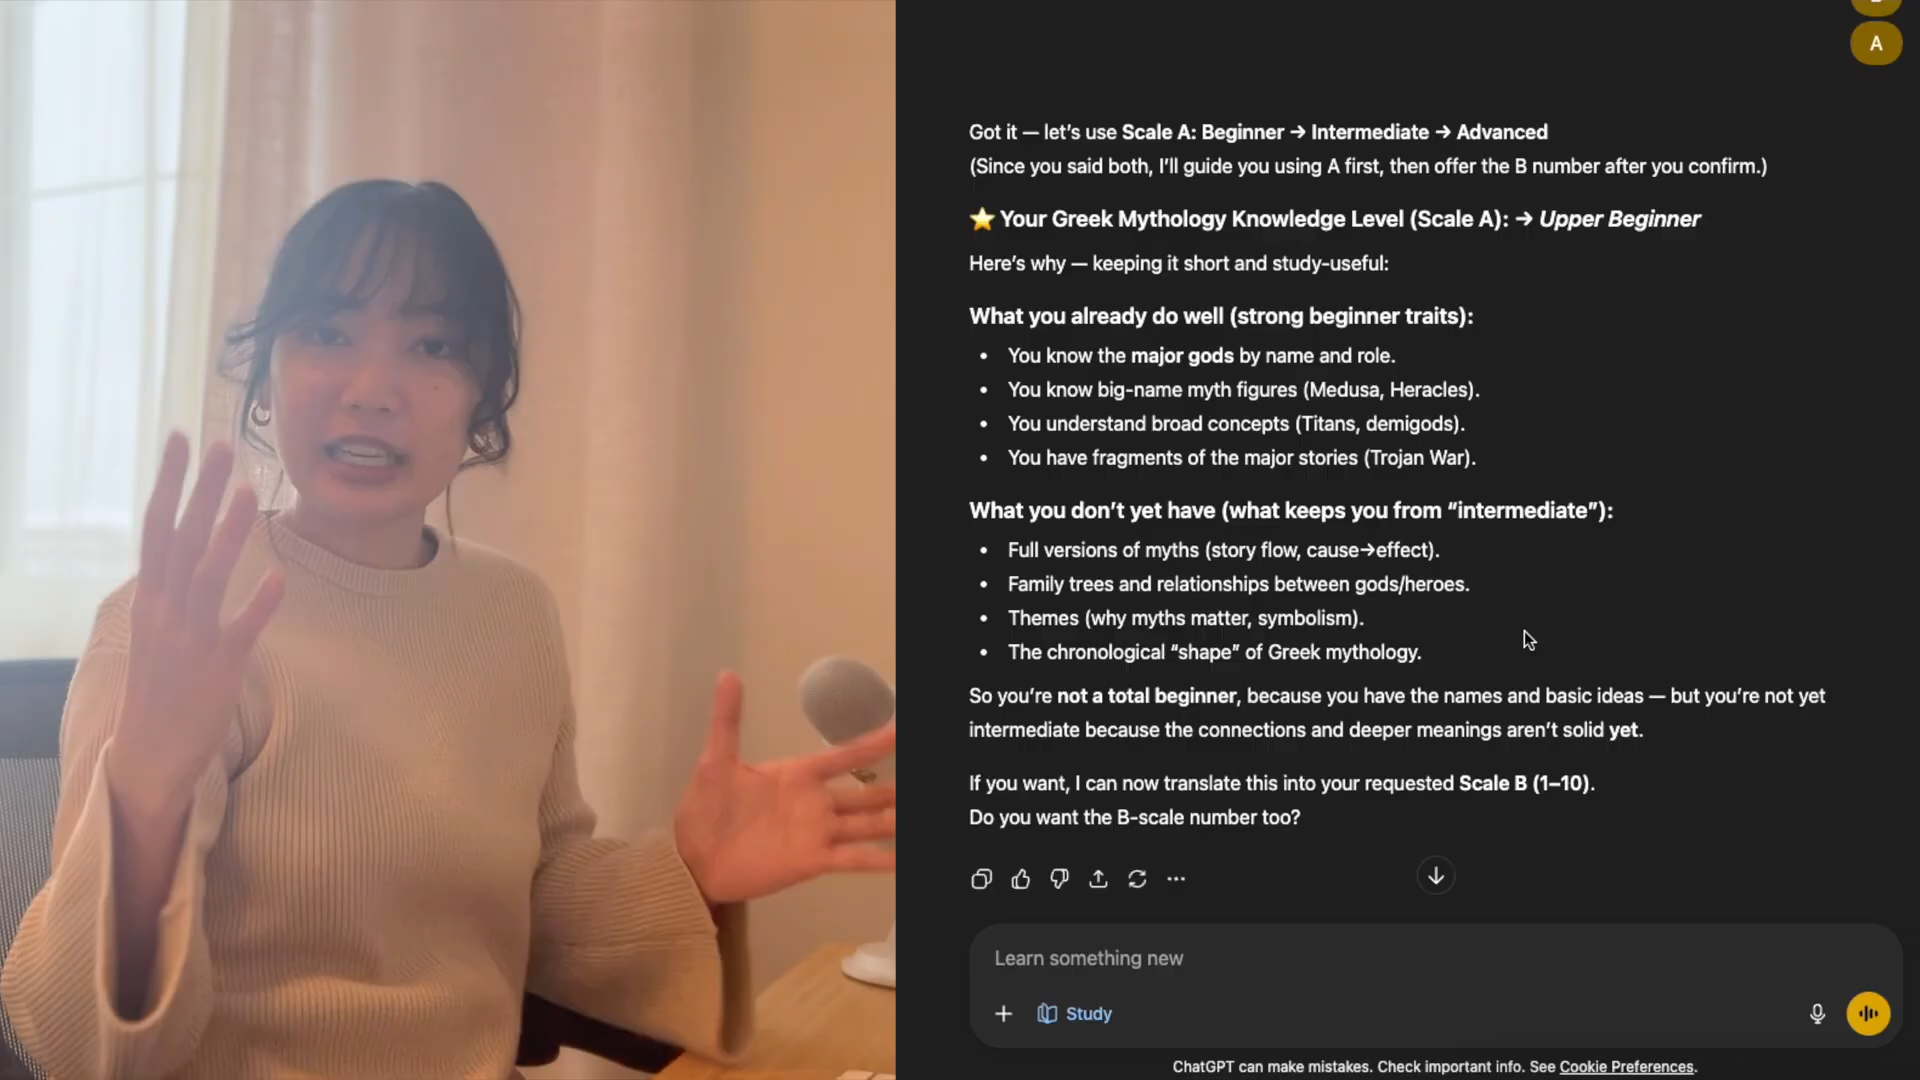 A
Got it — let’s use Scale A: Beginner → Intermediate → Advanced
(Since you said both, I’ll guide you using A first, then offer the B number after you confirm.)
⭐ Your Greek Mythology Knowledge Level (Scale A): → Upper Beginner
Here’s why — keeping it short and study-useful:
What you already do well (strong beginner traits):
• You know the major gods by name and role.
• You know big-name myth figures (Medusa, Heracles).
• You understand broad concepts (Titans, demigods).
• You have fragments of the major stories (Trojan War).
What you don’t yet have (what keeps you from “intermediate”):
• Full versions of myths (story flow, cause→effect).
• Family trees and relationships between gods/heroes.
• Themes (why myths matter, symbolism).
• The chronological “shape” of Greek mythology.
So you’re not a total beginner, because you have the names and basic ideas — but you’re not yet
intermediate because the connections and deeper meanings aren’t solid yet.
If you want, I can now translate this into your requested Scale B (1–10).
Do you want the B-scale number too?
Learn something new
Study
ChatGPT can make mistakes. Check important info. See Cookie Preferences.